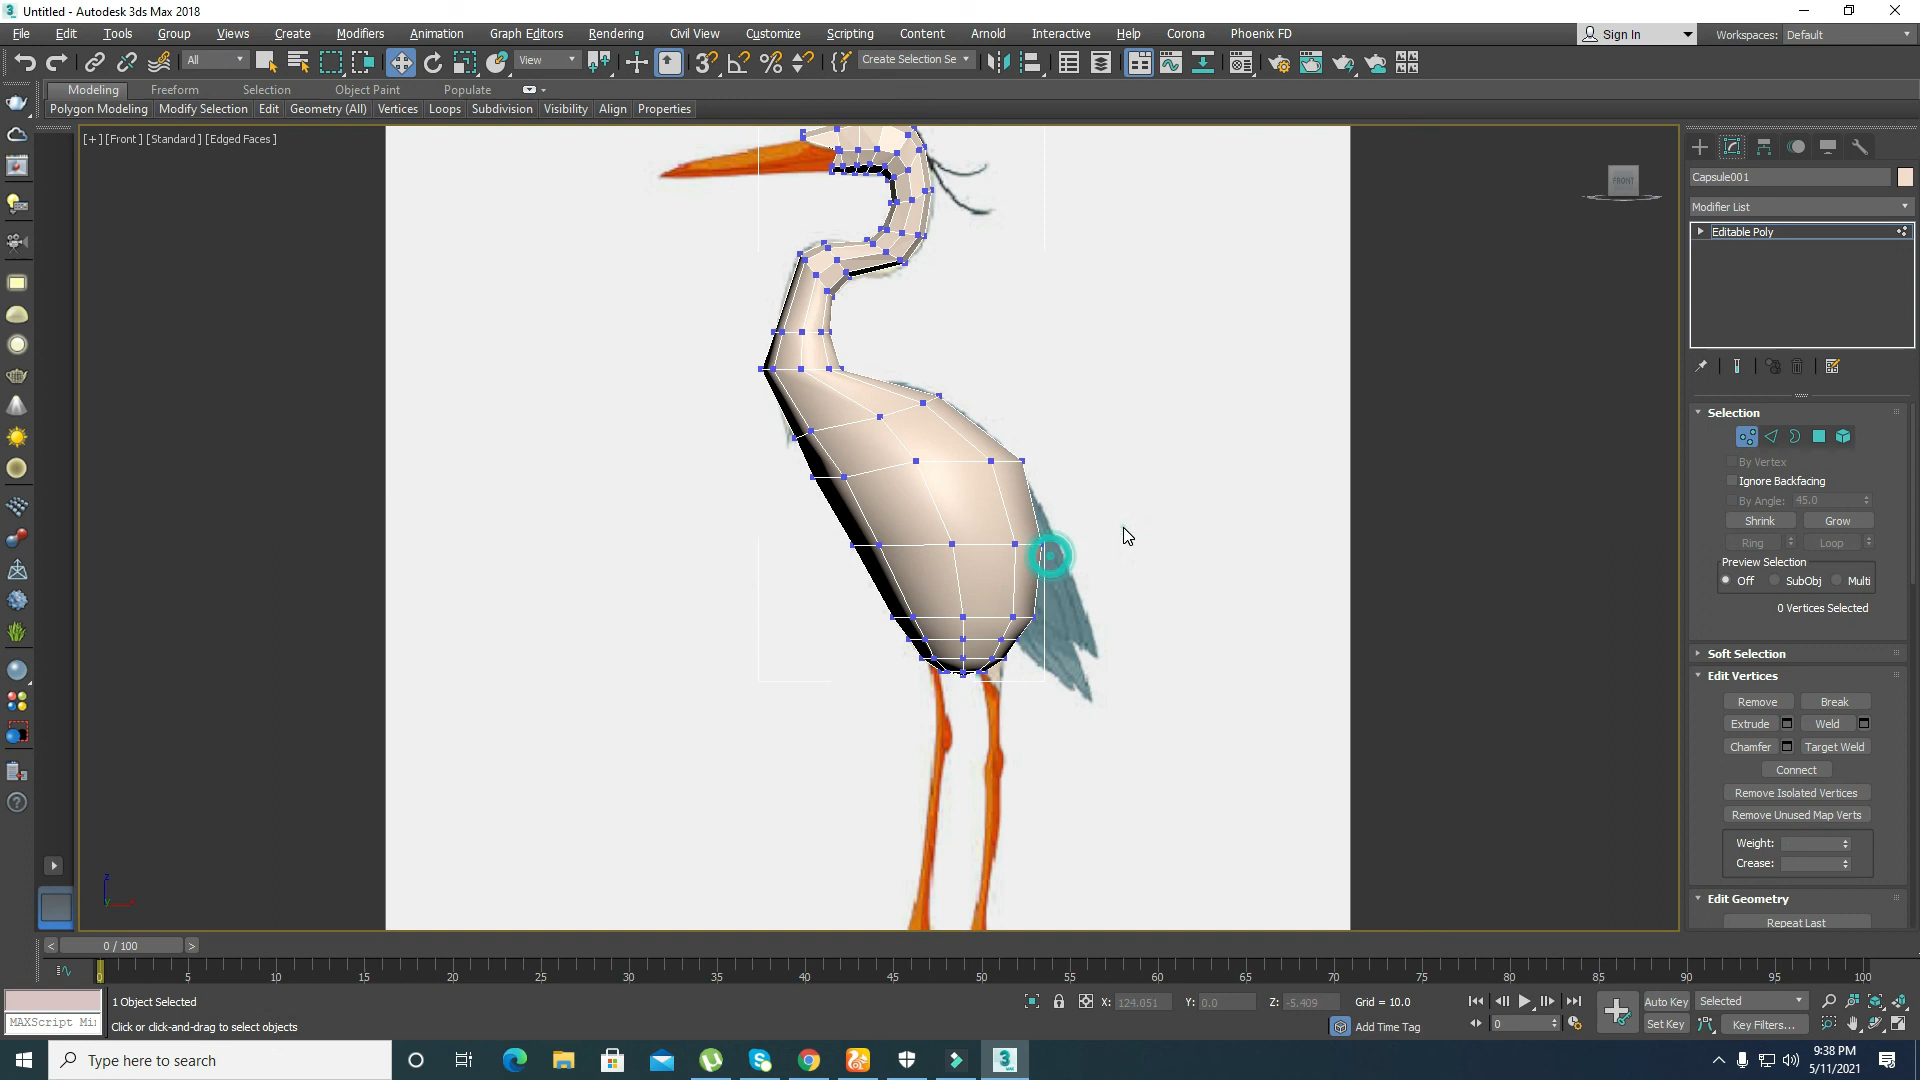 Untitled - Autodesk 3ds Max 2018
File Edit Tools Group Views Create Modifiers Animation Graph Editors Rendering Civil View Customize Scripting Content Arnold Interactive Help Corona Phoenix FD Sign In Workspaces: Default
All View Create Selection Se
Modeling Freeform Selection Object Paint Populate
Polygon Modeling Modify Selection Edit Geometry (All) Vertices Loops Subdivision Visibility Align Properties
[+] [Front] [Standard] [Edged Faces]
FRONT
Capsule001
Modifier List
Editable Poly
Selection
By Vertex
Ignore Backfacing
By Angle: 45.0
Shrink Grow
Ring Loop
Preview Selection
Off SubObj Multi
0 Vertices Selected
Soft Selection
Edit Vertices
Remove Break
Extrude Weld
Chamfer Target Weld
Connect
Remove Isolated Vertices
Remove Unused Map Verts
Weight:
Crease:
Edit Geometry
Repeat Last
z
y x
< 0 / 100 >
0 5 10 15 20 25 30 35 40 45 50 55 60 65 70 75 80 85 90 95 100
1 Object Selected X: 124.051 Y: 0.0 Z: -5.409 Grid = 10.0 Auto Key Selected
MAXScript Mi Click or click-and-drag to select objects Add Time Tag 0 Set Key Key Filters...
Type here to search
3
9:38 PM
5/11/2021